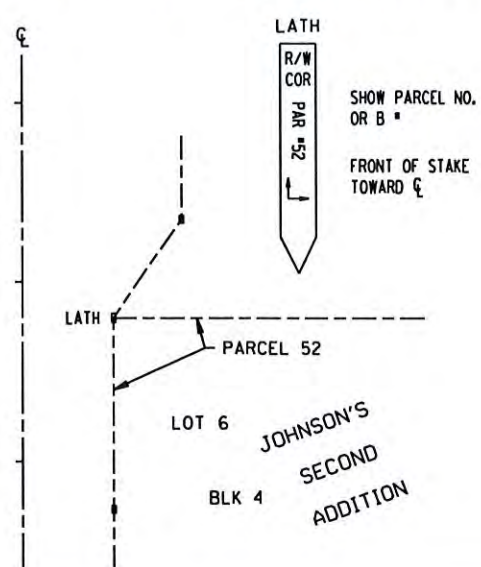 ℄
LATH
R/W
COR
PAR #52
SHOW PARCEL NO.
OR B #
FRONT OF STAKE
TOWARD ℄
LATH
PARCEL 52
LOT 6
BLK 4
JOHNSON'S
SECOND
ADDITION